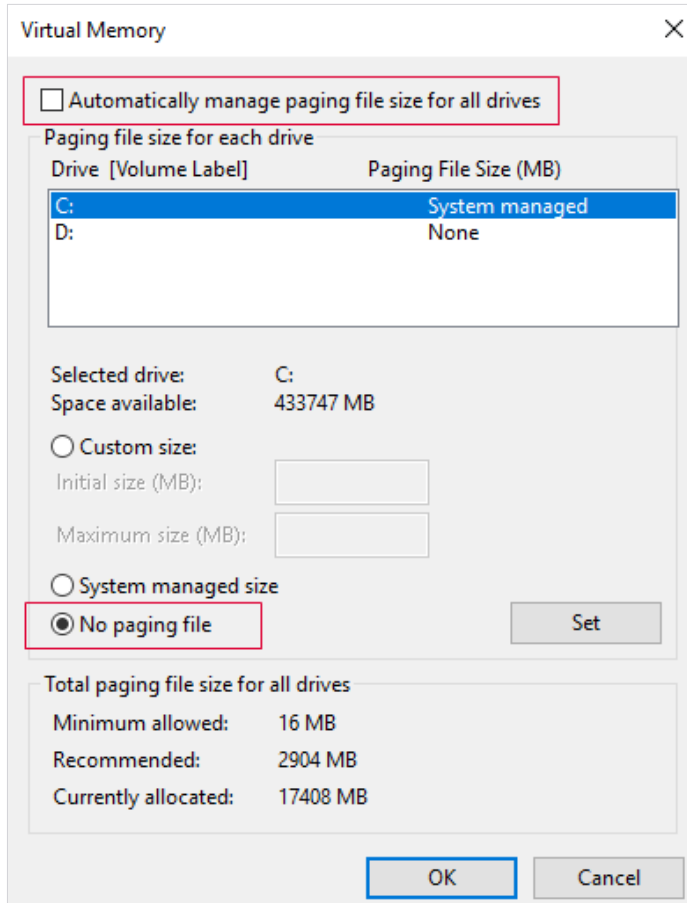 Virtual Memory
Automatically manage paging file size for all drives
Paging file size for each drive
Drive [Volume Label] Paging File Size (MB)
C: System managed
D: None
Selected drive: C:
Space available: 433747 MB
Custom size:
Initial size (MB):
Maximum size (MB):
System managed size
No paging file Set
Total paging file size for all drives
Minimum allowed: 16 MB
Recommended: 2904 MB
Currently allocated: 17408 MB
OK Cancel